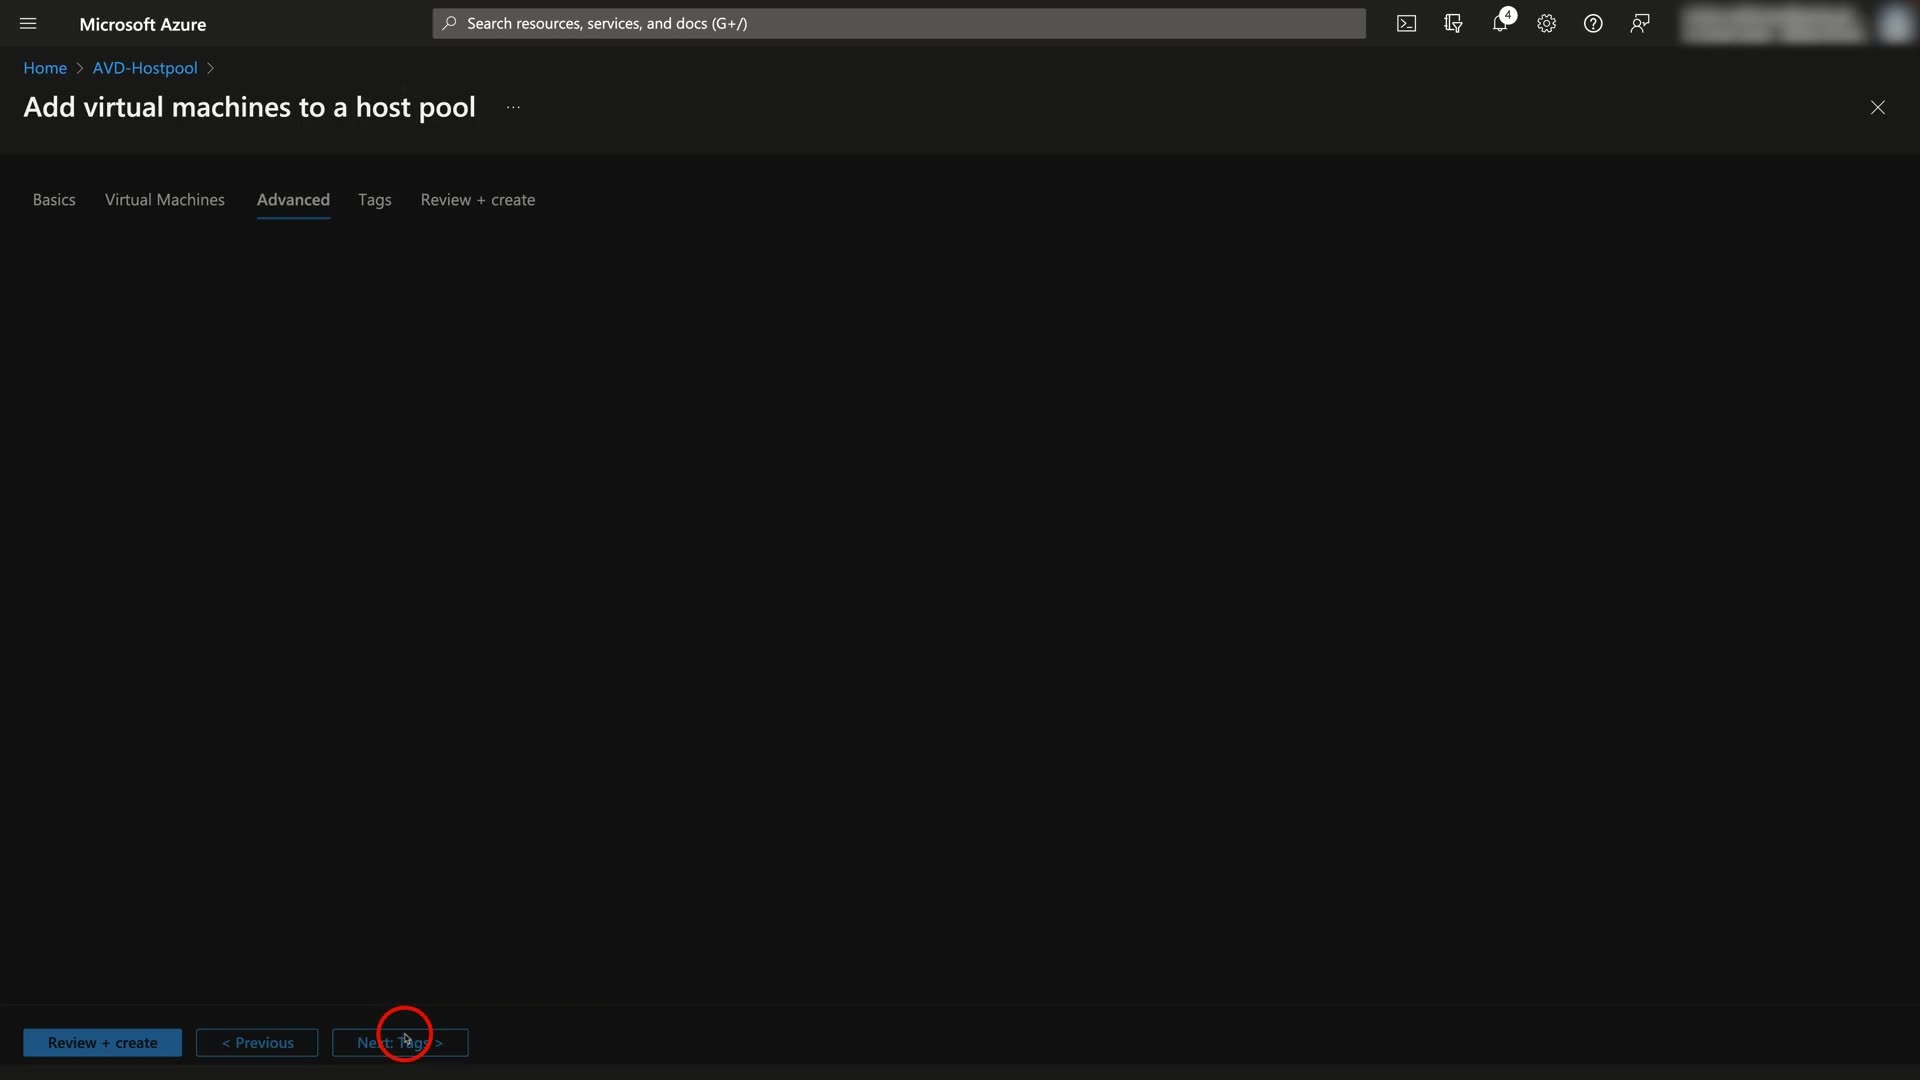 Microsoft Azure
Search resources, services, and docs (G+/)
4
Home > AVD-Hostpool >
Add virtual machines to a host pool ...
Basics Virtual Machines Advanced Tags Review + create
Review + create < Previous Next: Tags >